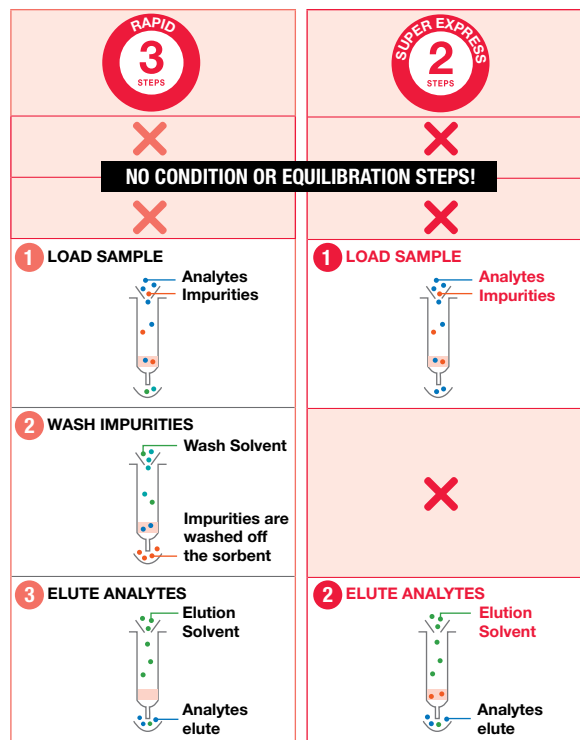 RAPID
3
STEPS
SUPER EXPRESS
2
STEPS
NO CONDITION OR EQUILIBRATION STEPS!
1 LOAD SAMPLE
Analytes
Impurities
1 LOAD SAMPLE
Analytes
Impurities
2 WASH IMPURITIES
Wash Solvent
Impurities are
washed off
the sorbent
3 ELUTE ANALYTES
Elution
Solvent
Analytes
elute
2 ELUTE ANALYTES
Elution
Solvent
Analytes
elute